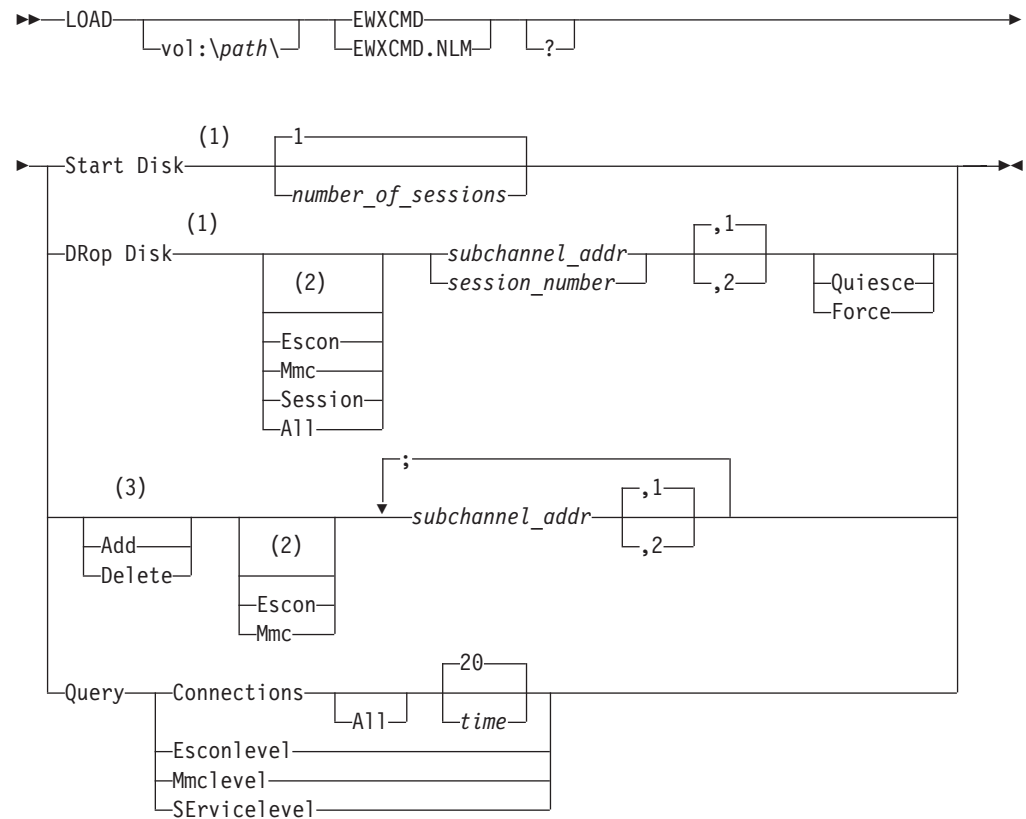 LOAD EWXCMD
vol:\path\ EWXCMD.NLM ?
(1) 1
Start Disk
number_of_sessions
(1) ,1
DRop Disk subchannel_addr
(2) session_number ,2 Quiesce
Force
Escon
Mmc
Session
All
;
(3) ,1
subchannel_addr
Add (2) ,2
Delete
Escon
Mmc
20
Query Connections
All time
Esconlevel
Mmclevel
SErvicelevel